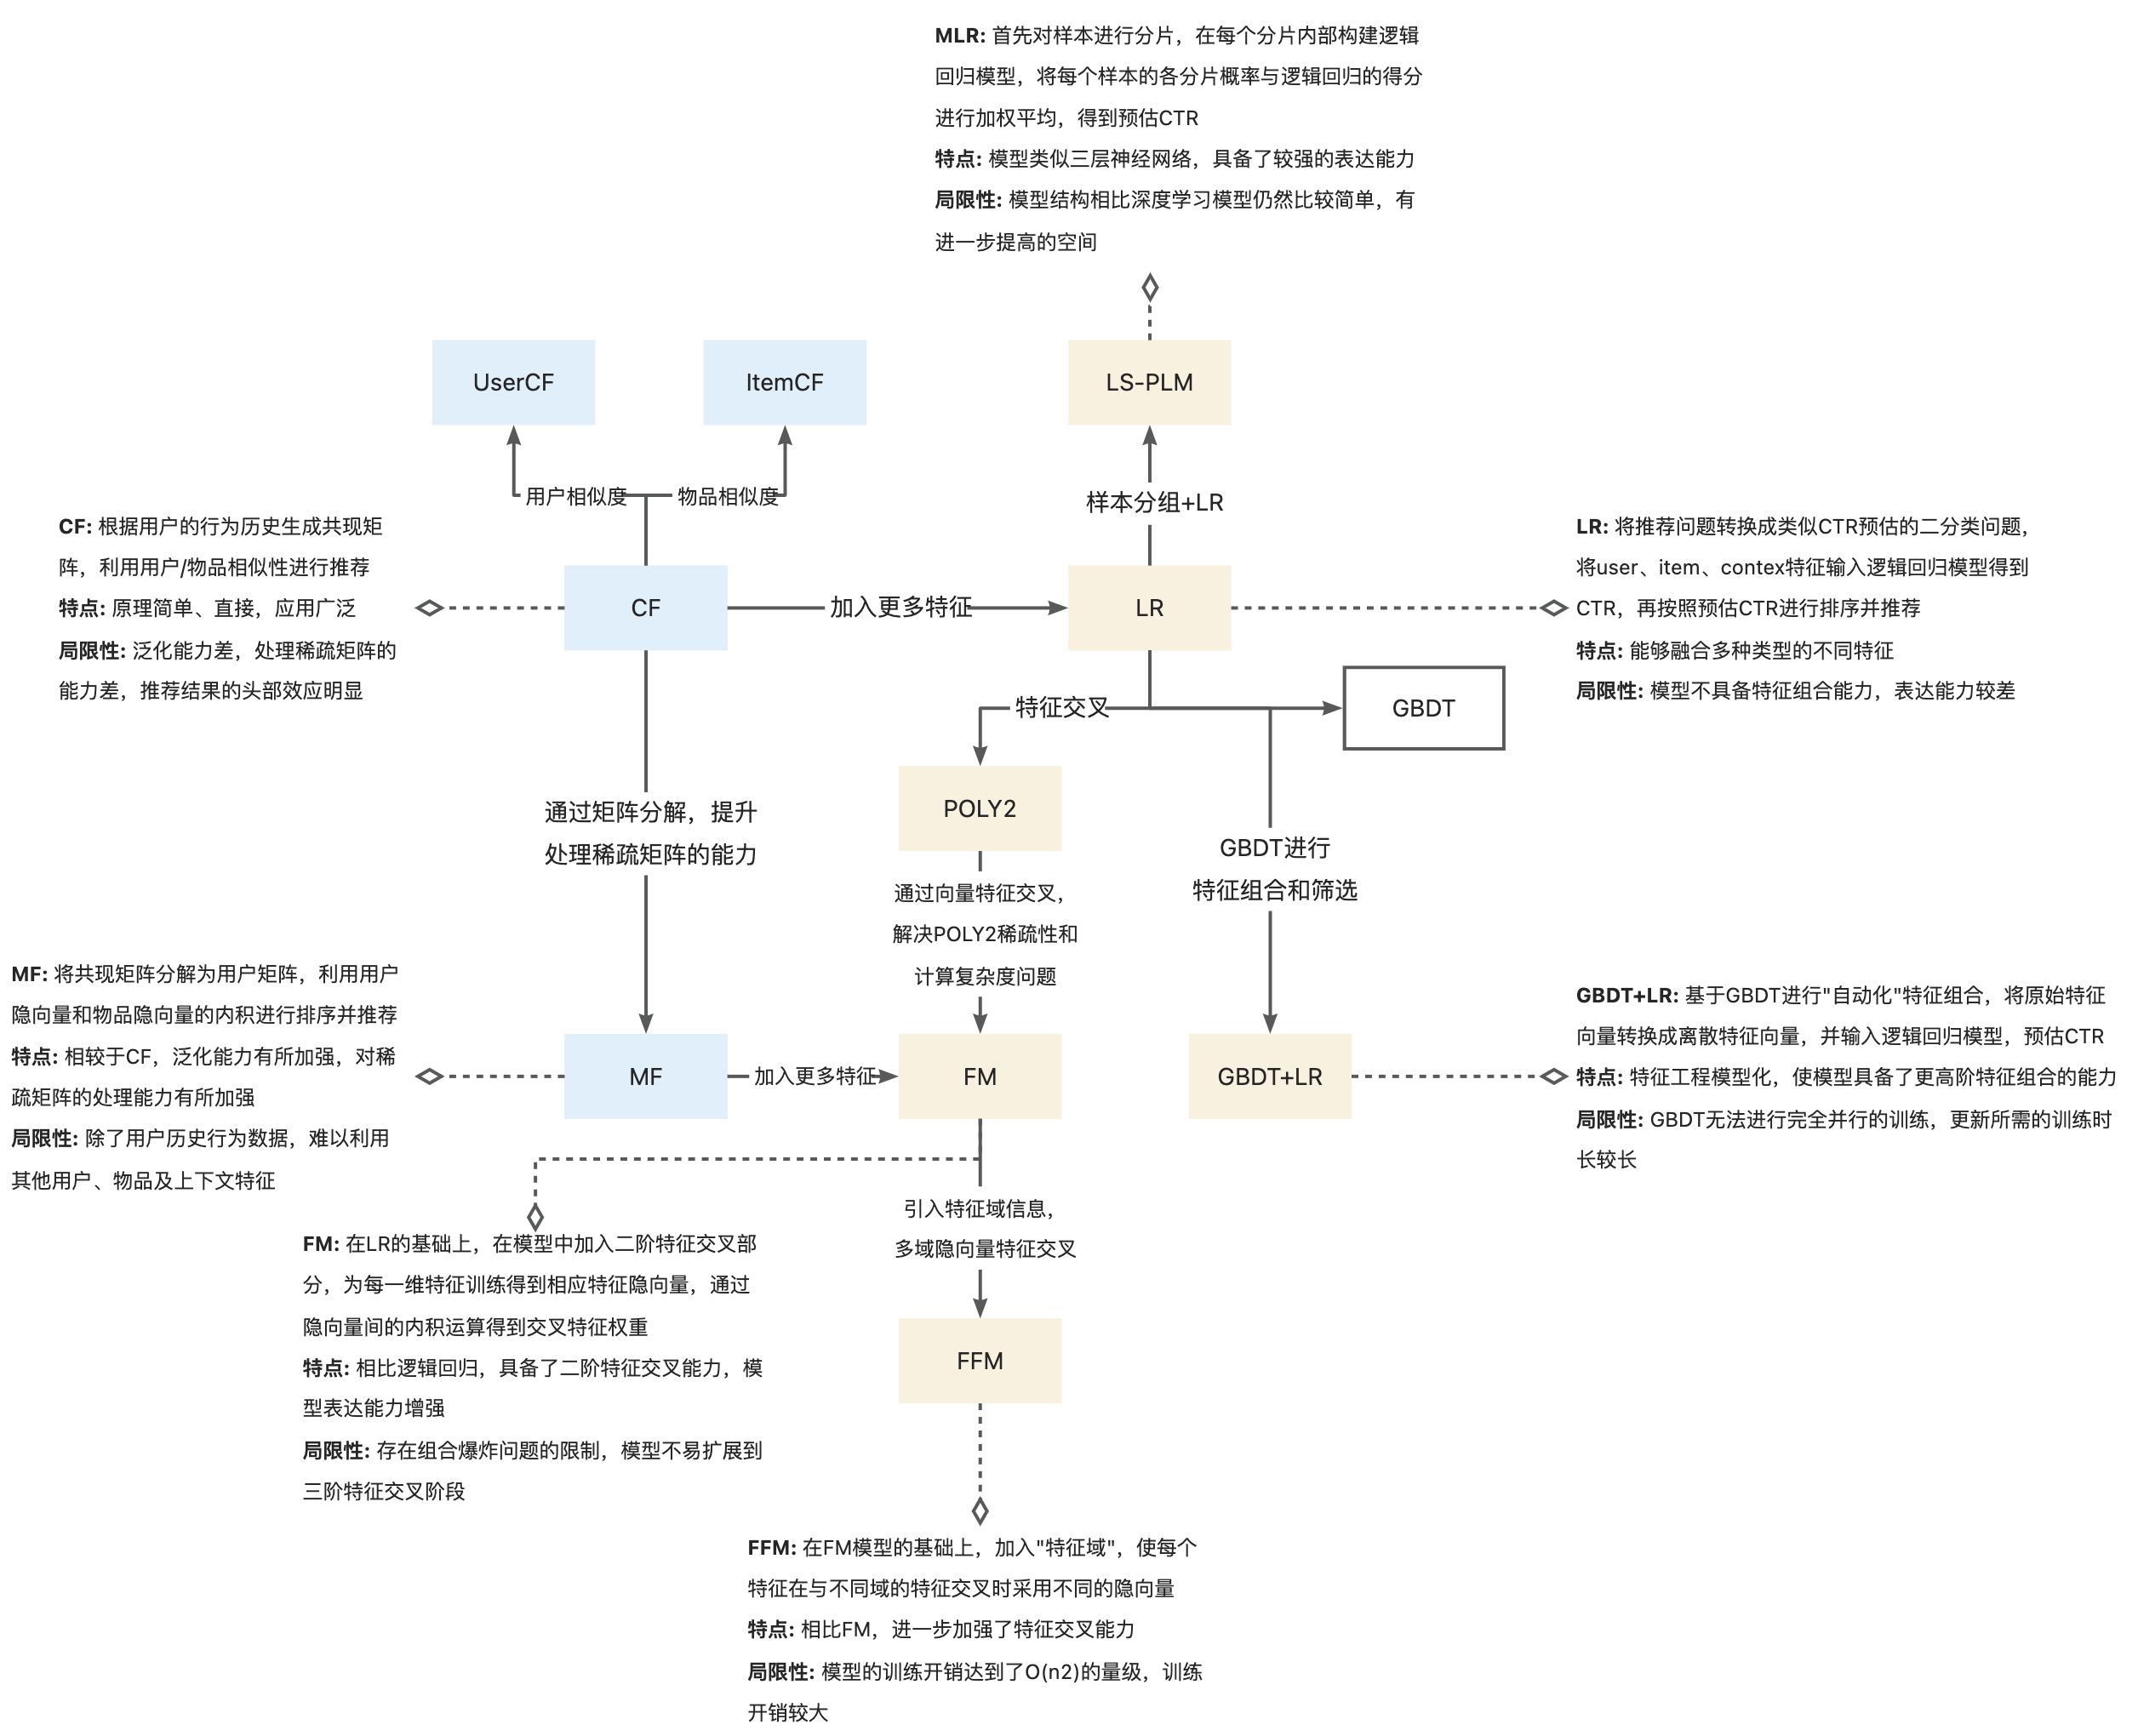 MLR: 首先对样本进行分片，在每个分片内部构建逻辑
回归模型，将每个样本的各分片概率与逻辑回归的得分
进行加权平均，得到预估CTR
特点: 模型类似三层神经网络，具备了较强的表达能力
局限性: 模型结构相比深度学习模型仍然比较简单，有
进一步提高的空间
UserCF
ItemCF
LS-PLM
用户相似度
物品相似度
样本分组+LR
CF: 根据用户的行为历史生成共现矩
阵，利用用户/物品相似性进行推荐
特点: 原理简单、直接，应用广泛
局限性: 泛化能力差，处理稀疏矩阵的
能力差，推荐结果的头部效应明显
CF
加入更多特征
LR
LR: 将推荐问题转换成类似CTR预估的二分类问题，
将user、item、contex特征输入逻辑回归模型得到
CTR，再按照预估CTR进行排序并推荐
特点: 能够融合多种类型的不同特征
局限性: 模型不具备特征组合能力，表达能力较差
特征交叉
GBDT
POLY2
通过矩阵分解，提升
处理稀疏矩阵的能力
GBDT进行
特征组合和筛选
通过向量特征交叉，
解决POLY2稀疏性和
计算复杂度问题
MF: 将共现矩阵分解为用户矩阵，利用用户
隐向量和物品隐向量的内积进行排序并推荐
特点: 相较于CF，泛化能力有所加强，对稀
疏矩阵的处理能力有所加强
局限性: 除了用户历史行为数据，难以利用
其他用户、物品及上下文特征
MF
加入更多特征
FM
GBDT+LR
GBDT+LR: 基于GBDT进行"自动化"特征组合，将原始特征
向量转换成离散特征向量，并输入逻辑回归模型，预估CTR
特点: 特征工程模型化，使模型具备了更高阶特征组合的能力
局限性: GBDT无法进行完全并行的训练，更新所需的训练时
长较长
引入特征域信息，
多域隐向量特征交叉
FM: 在LR的基础上，在模型中加入二阶特征交叉部
分，为每一维特征训练得到相应特征隐向量，通过
隐向量间的内积运算得到交叉特征权重
特点: 相比逻辑回归，具备了二阶特征交叉能力，模
型表达能力增强
局限性: 存在组合爆炸问题的限制，模型不易扩展到
三阶特征交叉阶段
FFM
FFM: 在FM模型的基础上，加入"特征域"，使每个
特征在与不同域的特征交叉时采用不同的隐向量
特点: 相比FM，进一步加强了特征交叉能力
局限性: 模型的训练开销达到了O(n2)的量级，训练
开销较大